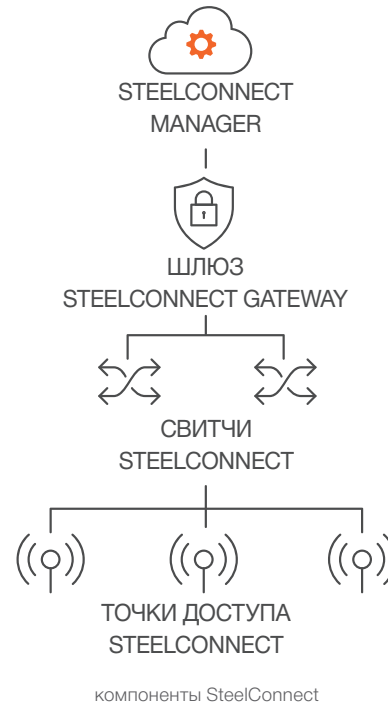 STEELCONNECT
MANAGER
ШЛЮЗ
STEELCONNECT GATEWAY
СВИТЧИ
STEELCONNECT
ТОЧКИ ДОСТУПА
STEELCONNECT
компоненты SteelConnect